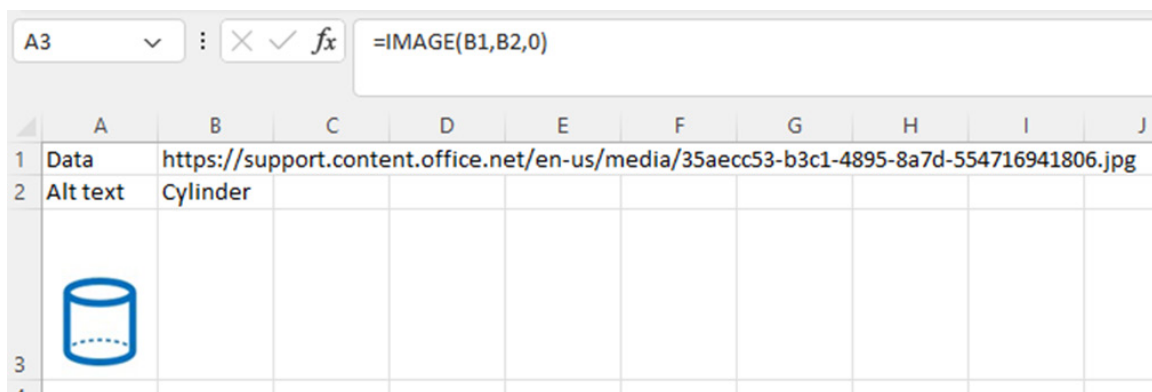 A3 fx =IMAGE(B1,B2,0)
A B C D E F G H I J
1 Data https://support.content.office.net/en-us/media/35aecc53-b3c1-4895-8a7d-554716941806.jpg
2 Alt text Cylinder
3